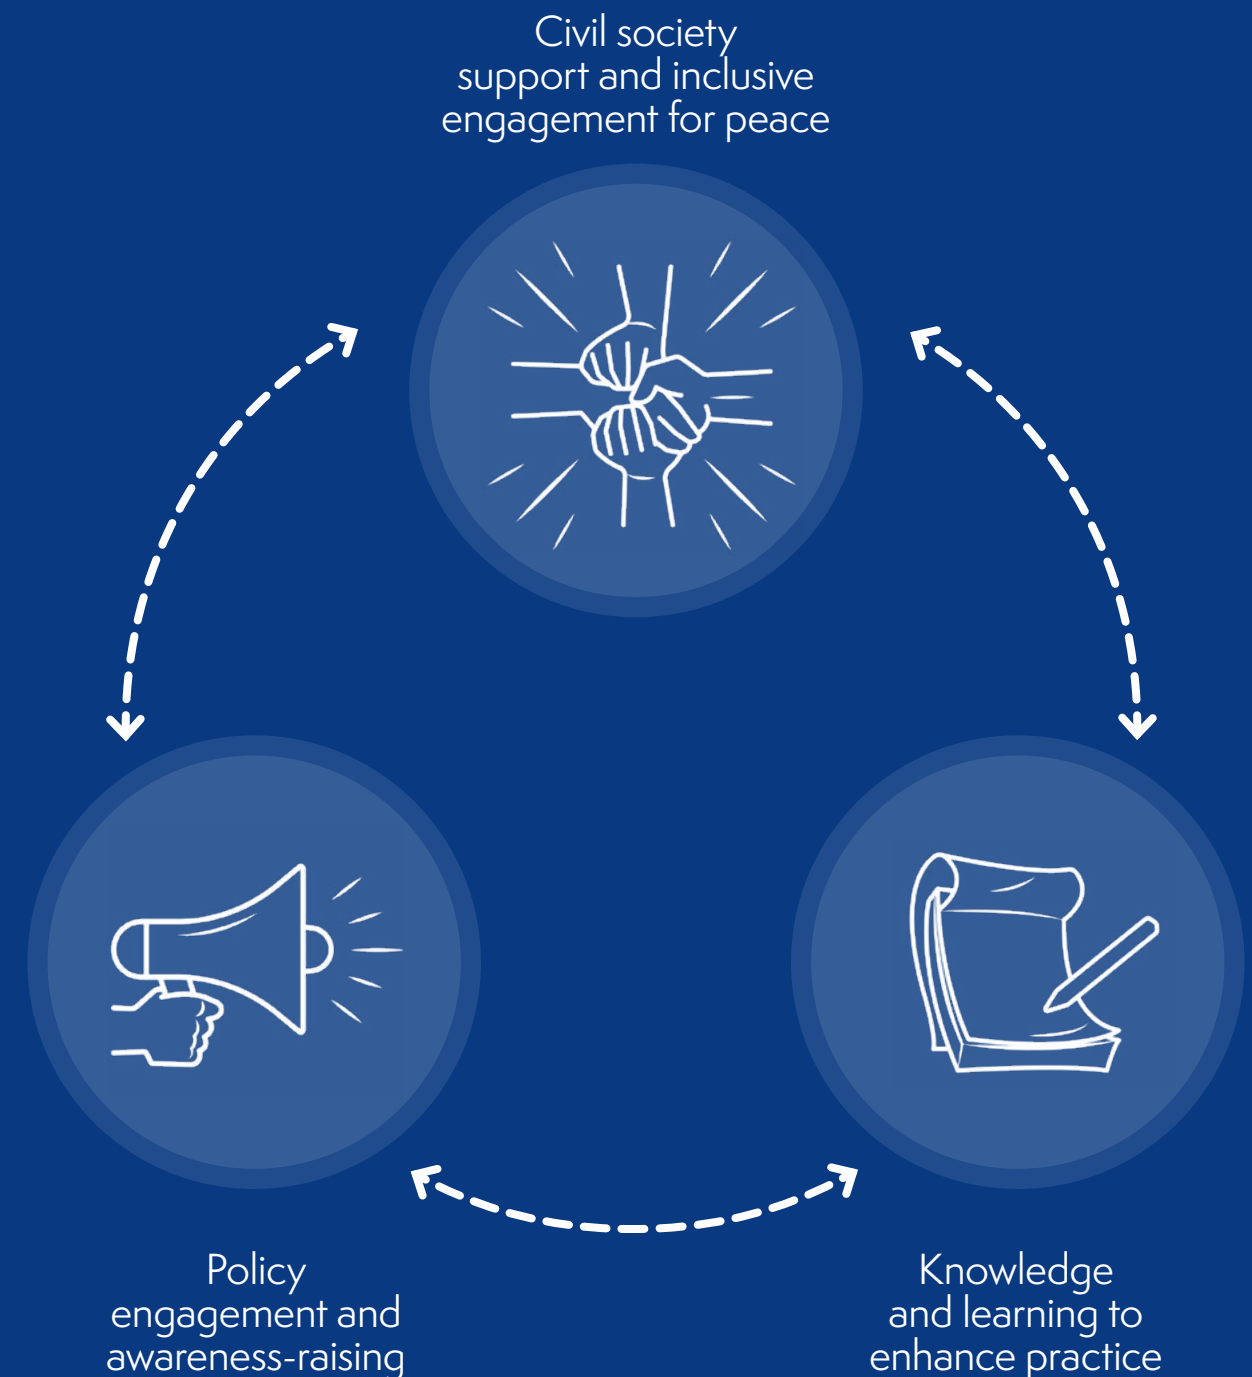 Civil society
support and inclusive
engagement for peace
Policy
engagement and
awareness-raising
Knowledge
and learning to
enhance practice